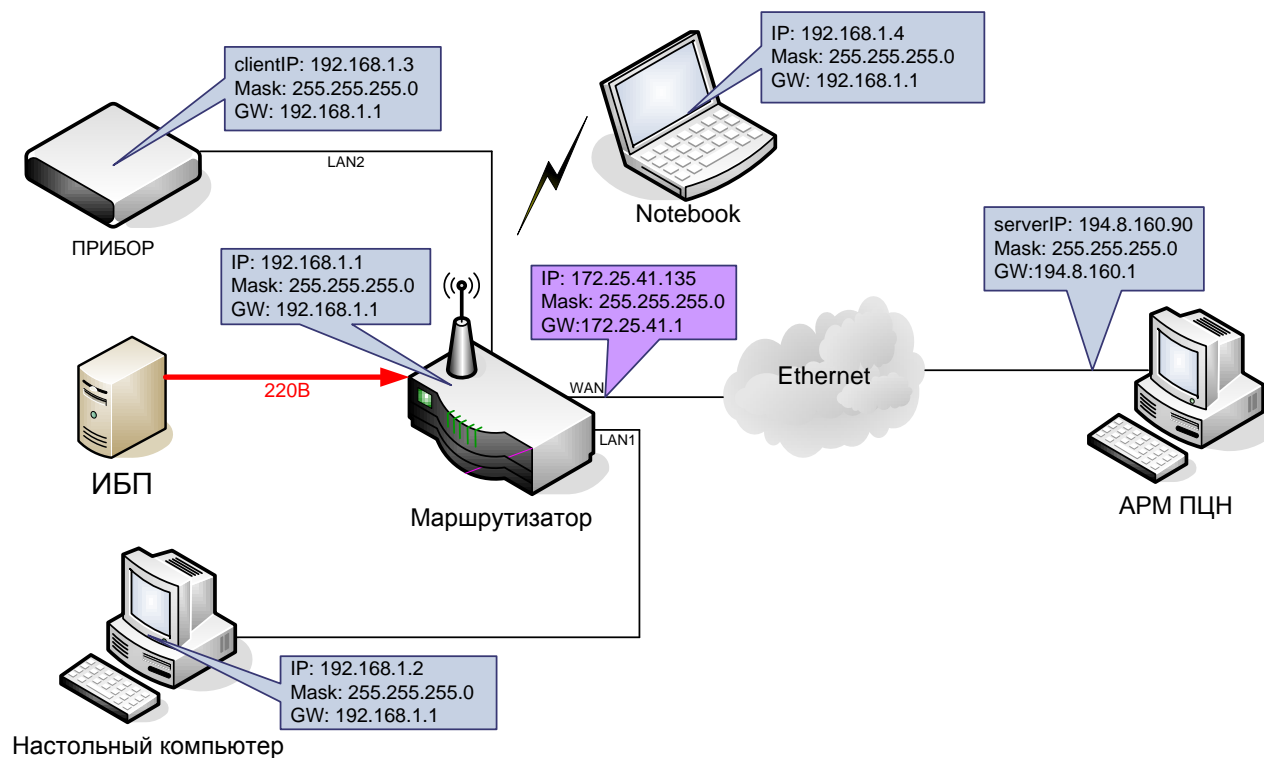 clientIP: 192.168.1.3
Mask: 255.255.255.0
GW: 192.168.1.1
IP: 192.168.1.4
Mask: 255.255.255.0
GW: 192.168.1.1
LAN2
Notebook
ПРИБОР
serverIP: 194.8.160.90
Mask: 255.255.255.0
GW:194.8.160.1
IP: 192.168.1.1
Mask: 255.255.255.0
GW: 192.168.1.1
IP: 172.25.41.135
Mask: 255.255.255.0
GW:172.25.41.1
220В
WAN
Ethernet
LAN1
ИБП
Маршрутизатор
АРМ ПЦН
IP: 192.168.1.2
Mask: 255.255.255.0
GW: 192.168.1.1
Настольный компьютер